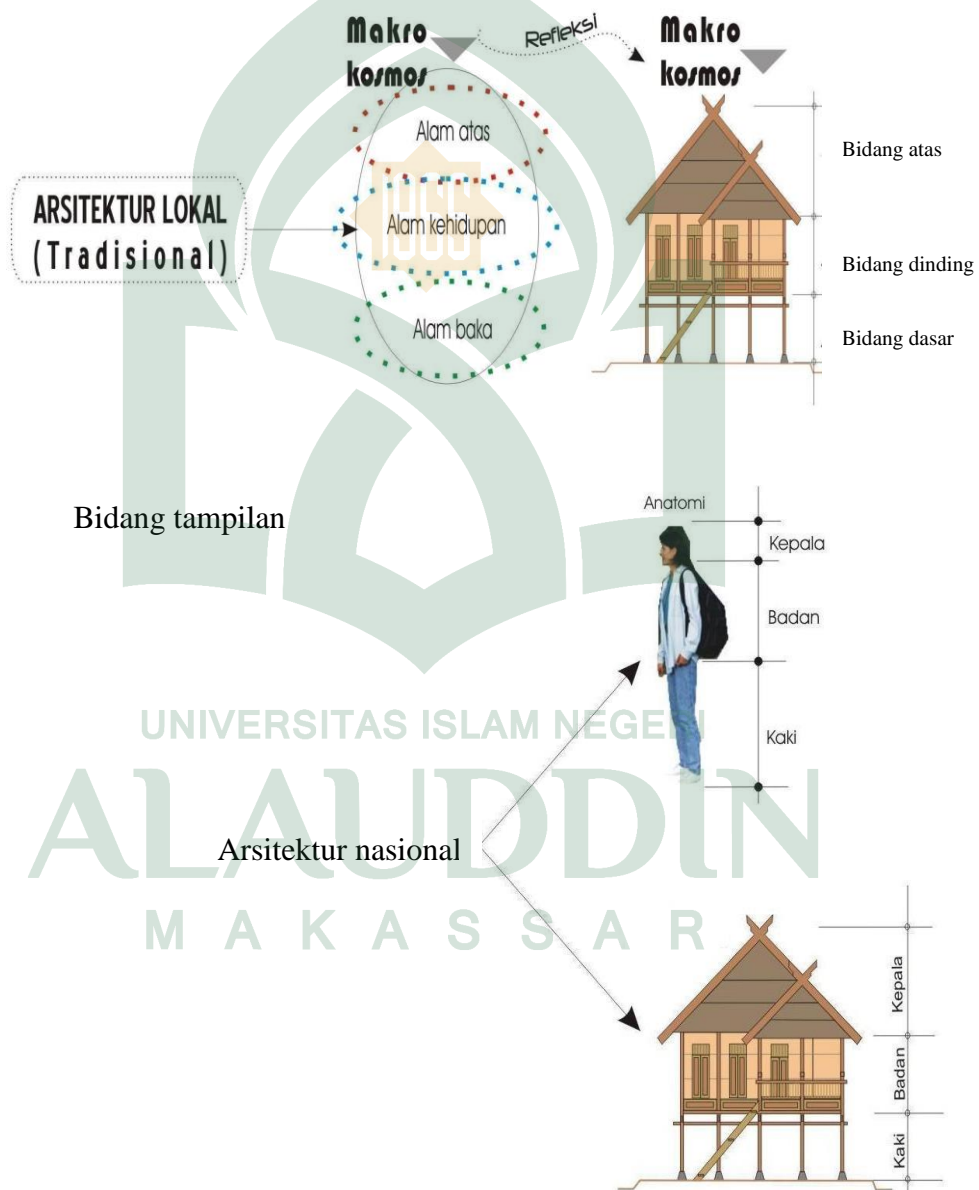 Makro
kosmos
Refleksi
Makro
kosmos
Alam atas
Alam kehidupan
Alam baka
ARSITEKTUR LOKAL
(Tradisional)
Bidang atas
Bidang dinding
Bidang dasar
Bidang tampilan
Anatomi
Kepala
Badan
Kaki
UNIVERSITAS ISLAM NEGERI
ALAUDDIN
MAKASSAR
Arsitektur nasional
Kepala
Badan
Kaki